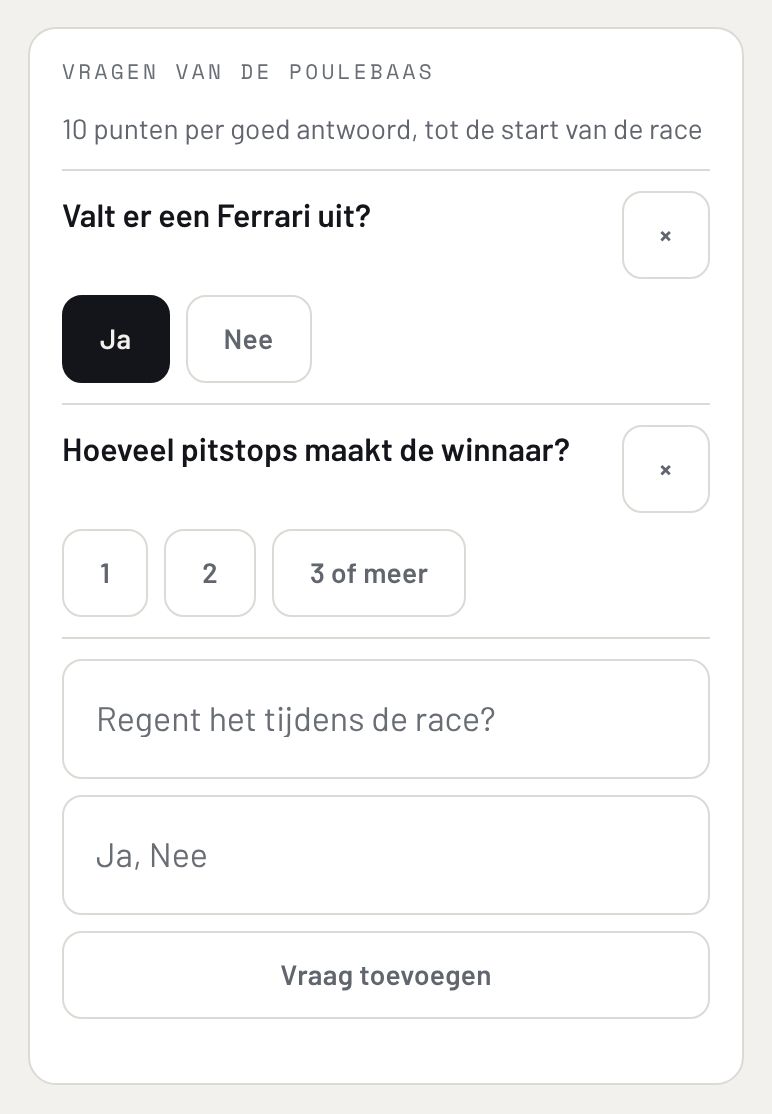 VRAGEN VAN DE POULEBAAS
10 punten per goed antwoord, tot de start van de race
Valt er een Ferrari uit?
×
Ja
Nee
Hoeveel pitstops maakt de winnaar?
×
1
2
3 of meer
Regent het tijdens de race?
Ja, Nee
Vraag toevoegen